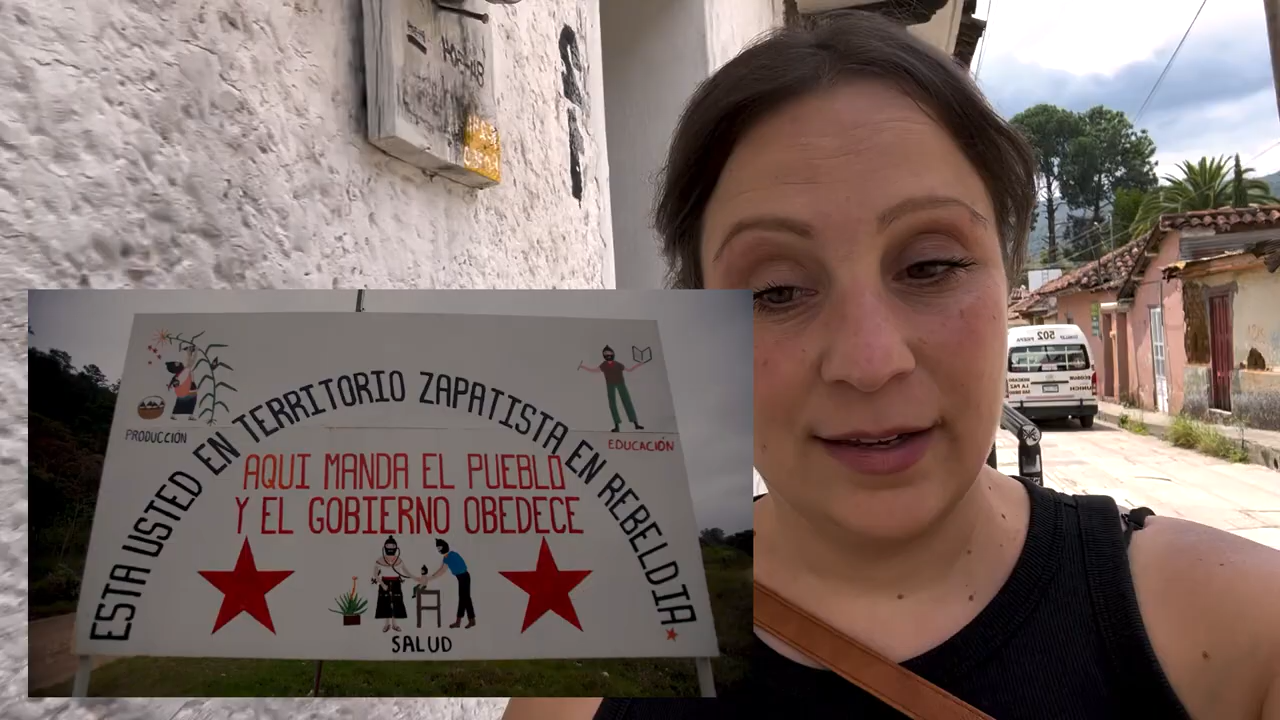 PRODUCCIÓN
EDUCACIÓN
ESTA USTED EN TERRITORIO ZAPATISTA EN REBELDIA
AQUI MANDA EL PUEBLO
Y EL GOBIERNO OBEDECE
SALUD
502